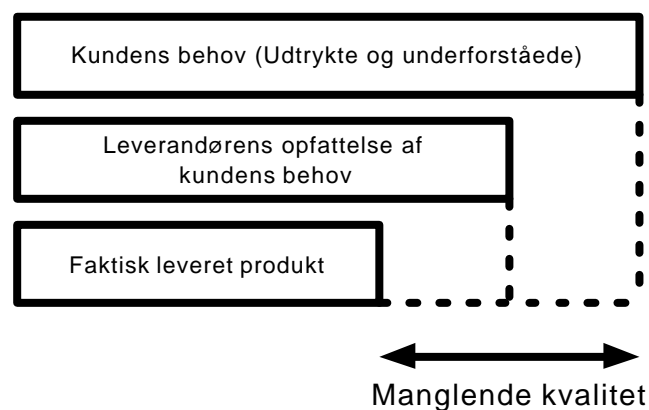 Kundens behov (Udtrykte og underforståede)
Leverandørens opfattelse af
kundens behov
Faktisk leveret produkt
Manglende kvalitet